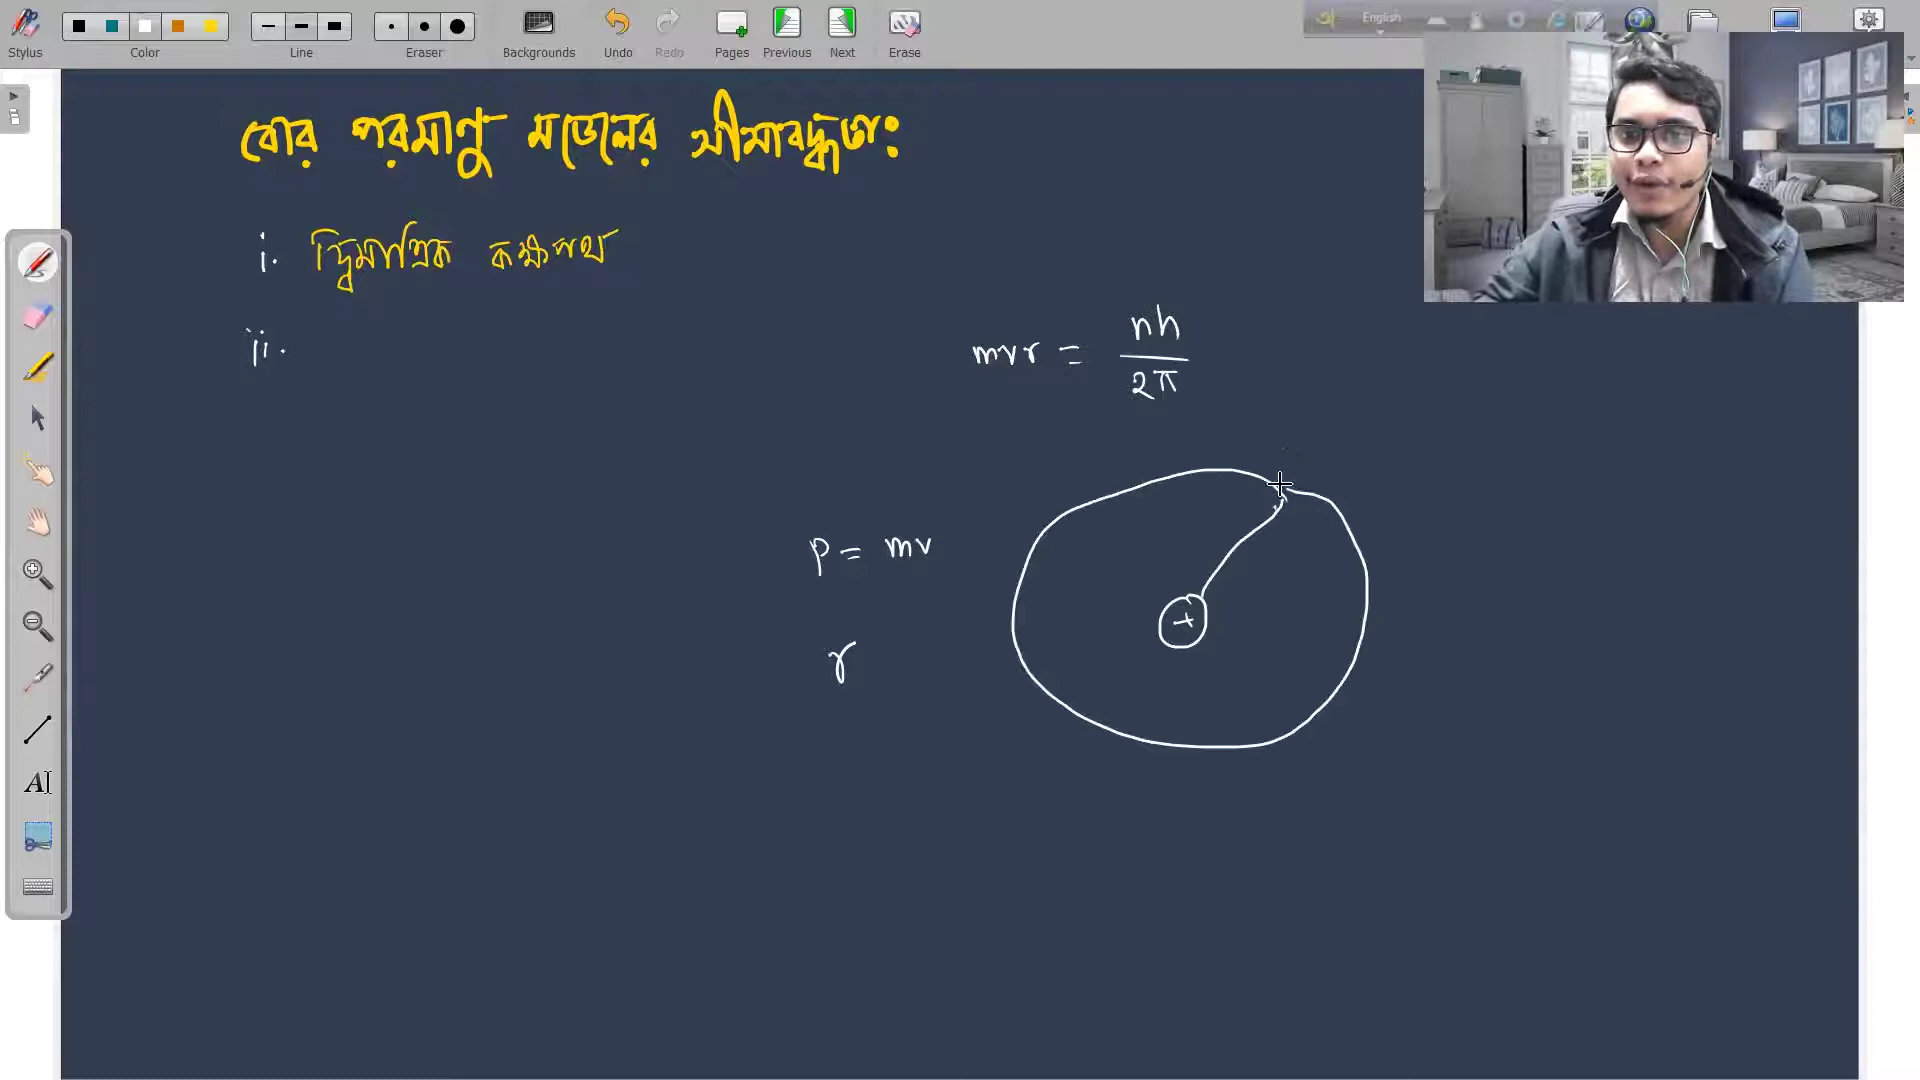 Stylus Color Line Eraser Backgrounds Undo Redo Pages Previous Next Erase
English
বোর পরমাণু মডেলের সীমাবদ্ধতাঃ
i. দ্বিমাত্রিক কক্ষপথ
ii.
mvr = nh / 2π
p = mv
+
r